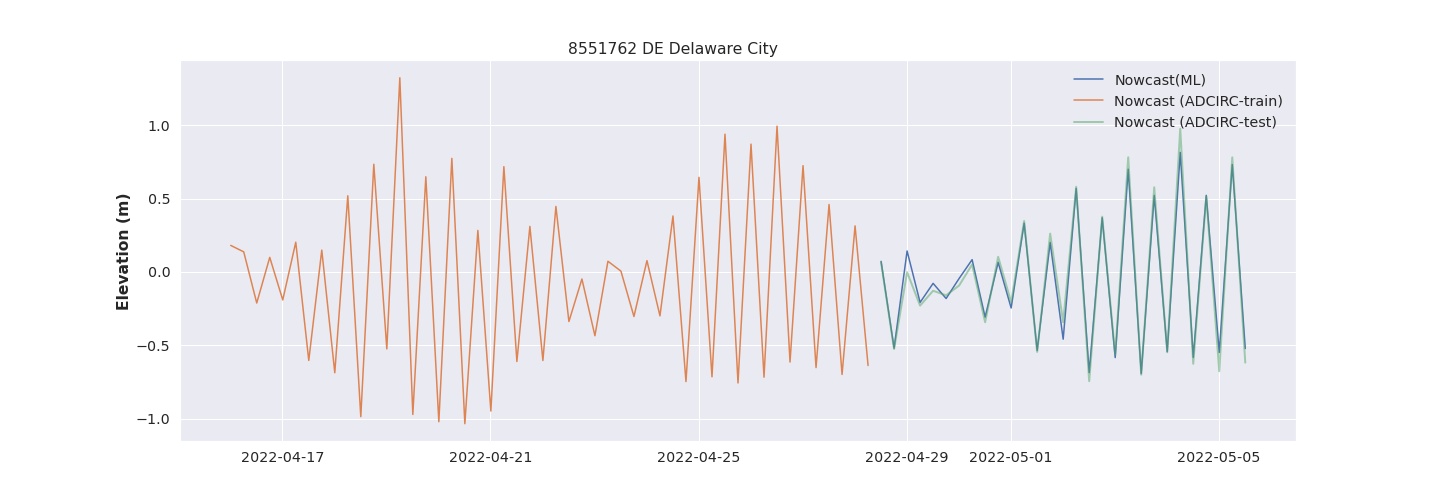 8551762 DE Delaware City
Nowcast(ML)
Nowcast (ADCIRC-train)
Nowcast (ADCIRC-test)
Elevation (m)
1.0
0.5
0.0
−0.5
−1.0
2022-04-17 2022-04-21 2022-04-25 2022-04-29 2022-05-01 2022-05-05